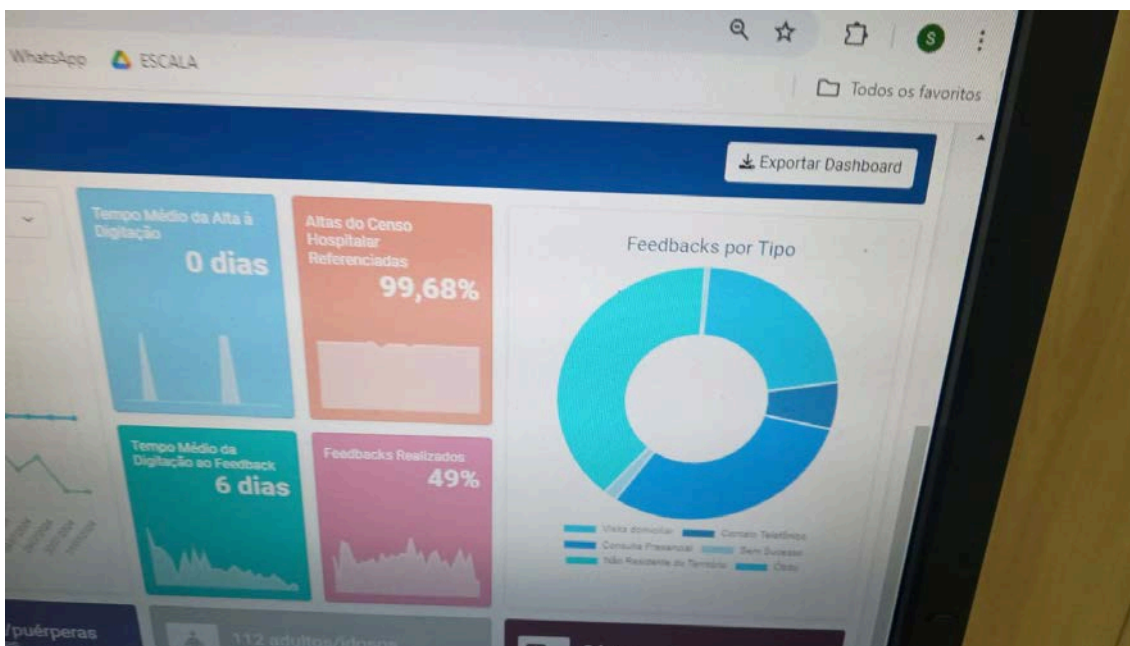 WhatsApp ESCALA
S
Todos os favoritos
Exportar Dashboard
Tempo Médio da Alta à
Digitação
0 dias
Altas do Censo
Hospitalar
Referenciadas
99,68%
Feedbacks por Tipo
Tempo Médio da
Digitação ao Feedback
6 dias
Feedbacks Realizados
49%
Visita domiciliar Contato Telefônico
Consulta Presencial Sem Sucesso
Não Residente do Território Óbito
/puérperas
112 adultos/idosos